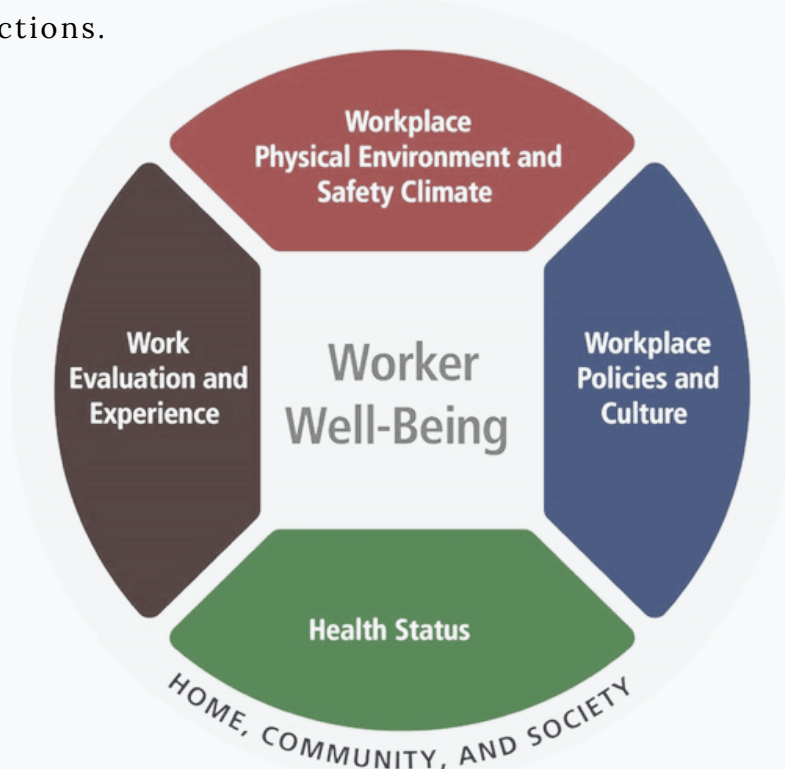 ctions.
Workplace
Physical Environment and
Safety Climate
Work
Evaluation and
Experience
Worker
Well-Being
Workplace
Policies and
Culture
Health Status
HOME, COMMUNITY, AND SOCIETY